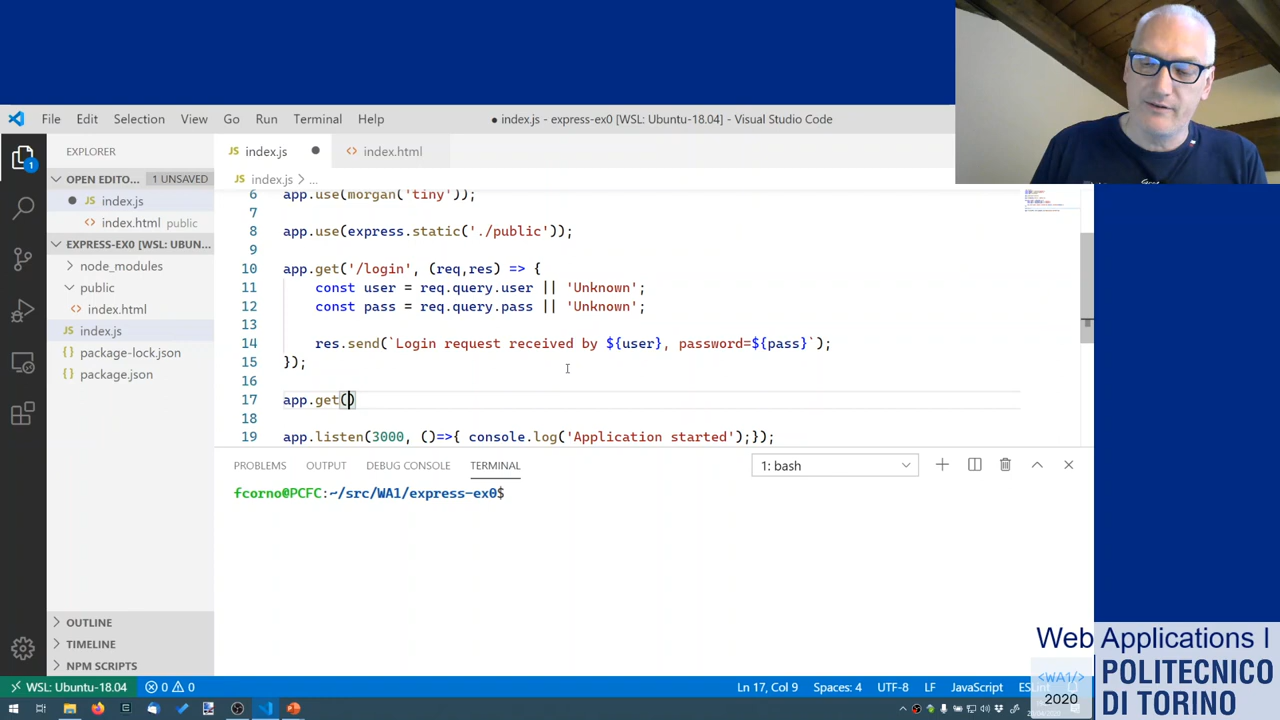 File Edit Selection View Go Run Terminal Help ● index.js - express-ex0 [WSL: Ubuntu-18.04] - Visual Studio Code
EXPLORER
index.js ●
<> index.html
OPEN EDITO... 1 UNSAVED
index.js > ...
● JS index.js
<> index.html public
EXPRESS-EX0 [WSL: UBUN...
> node_modules
public
<> index.html
JS index.js
package-lock.json
package.json
6 app.use(morgan('tiny'));
7
8 app.use(express.static('./public'));
9
10 app.get('/login', (req,res) => {
11 const user = req.query.user || 'Unknown';
12 const pass = req.query.pass || 'Unknown';
13
14 res.send(`Login request received by ${user}, password=${pass}`);
15 });
16
17 app.get()
18
19 app.listen(3000, ()=>{ console.log('Application started');});
PROBLEMS OUTPUT DEBUG CONSOLE TERMINAL 1: bash
fcorno@PCFC:~/src/WA1/express-ex0$
> OUTLINE
> TIMELINE
> NPM SCRIPTS
WSL: Ubuntu-18.04 0 0 Ln 17, Col 9 Spaces: 4 UTF-8 LF JavaScript
Web Applications I
<WA1/>
2020
POLITECNICO
DI TORINO